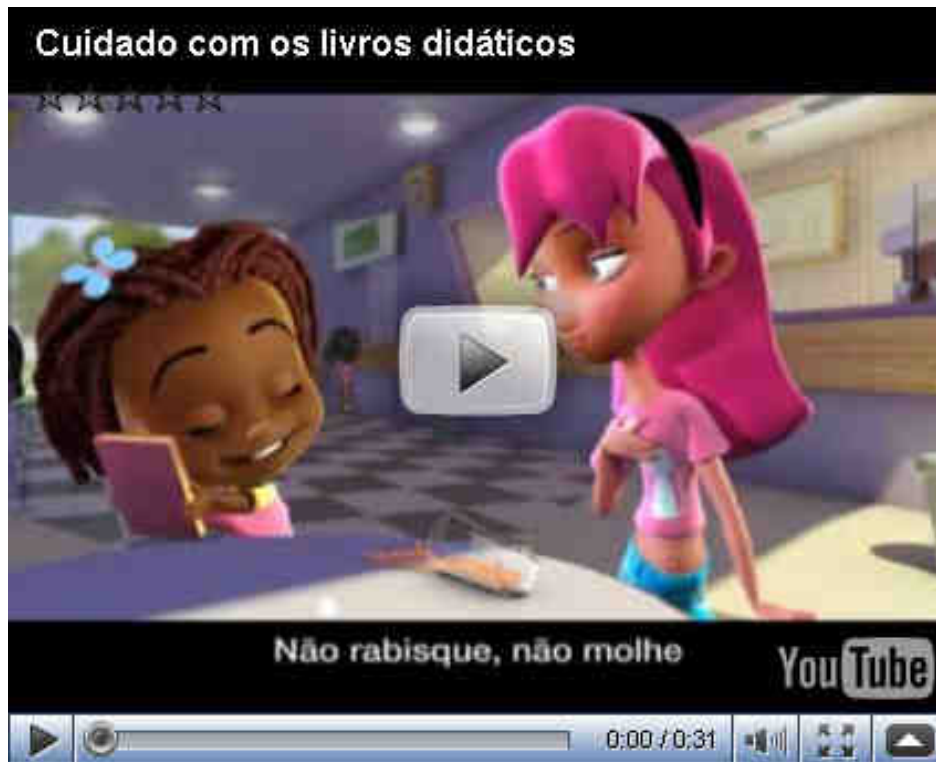 Cuidado com os livros didáticos
Não rabisque, não molhe
YouTube
0:00 / 0:31